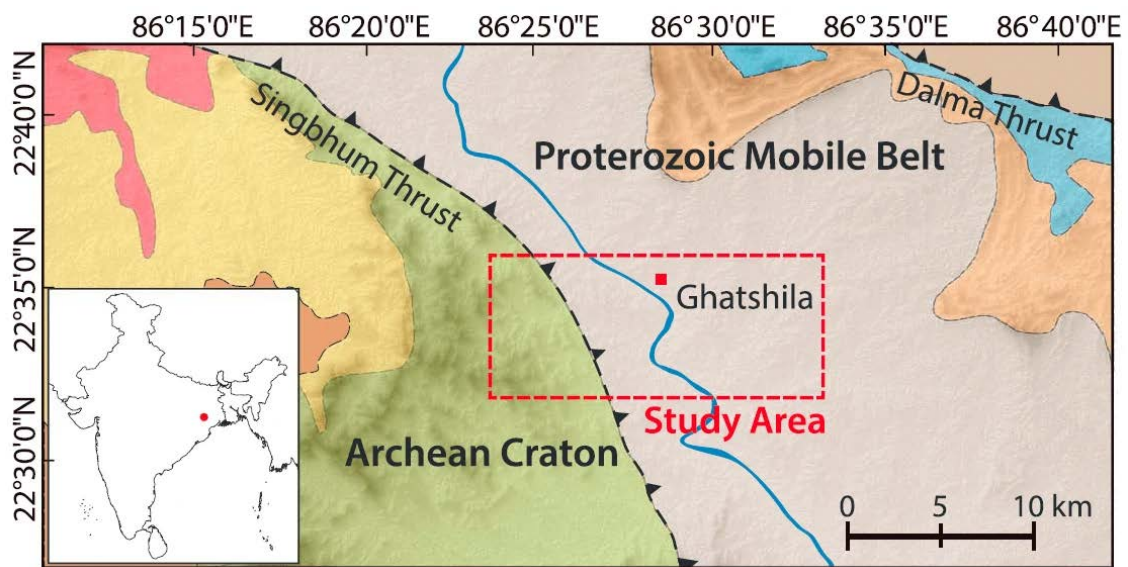 86°15'0"E
86°20'0"E
86°25'0"E
86°30'0"E
86°35'0"E
86°40'0"E
22°40'0"N
22°35'0"N
22°30'0"N
Singbhum Thrust
Dalma Thrust
Proterozoic Mobile Belt
Ghatshila
Study Area
Archean Craton
0 5 10 km